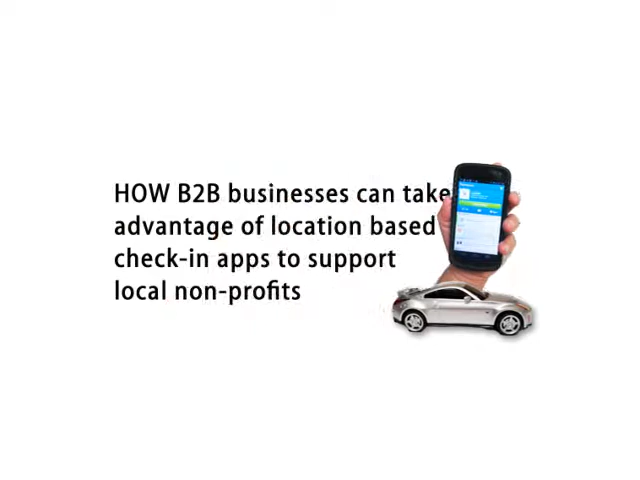 HOW B2B businesses can take
advantage of location based
check-in apps to support
local non-profits